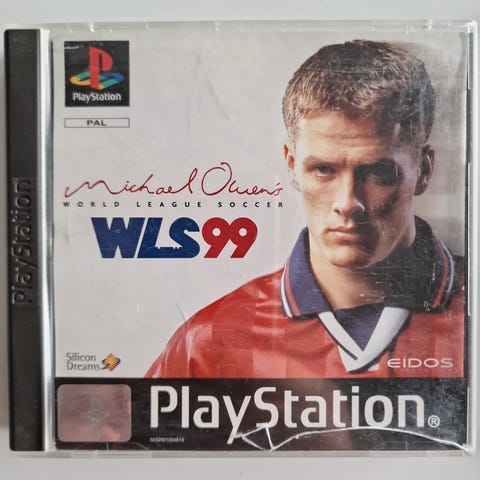 PlayStation
PlayStation
PAL
Michael Owen's
WORLD LEAGUE SOCCER
WLS99
Silicon
Dreams
EIDOS
PlayStation®